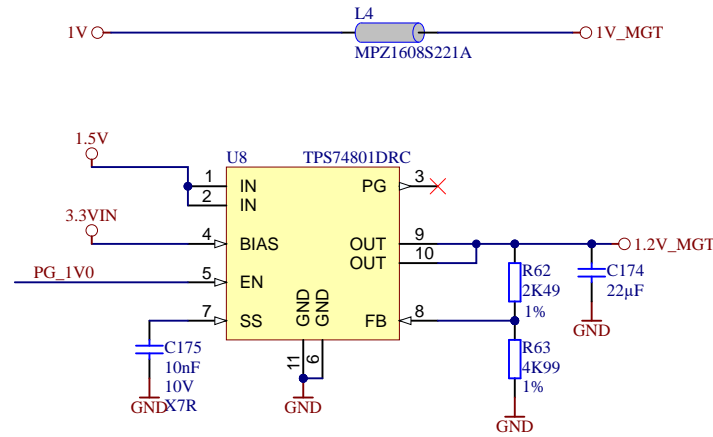 L4
1V
1V_MGT
MPZ1608S221A
1.5V
U8 TPS74801DRC
1 IN
2 IN
PG 3
3.3VIN
4 BIAS
OUT 9
OUT 10
1.2V_MGT
PG_1V0
5 EN
R62
2K49
1%
C174
22µF
GND
7 SS
GND
GND
FB 8
C175
10nF
10V
X7R
GND
11
6
GND
R63
4K99
1%
GND